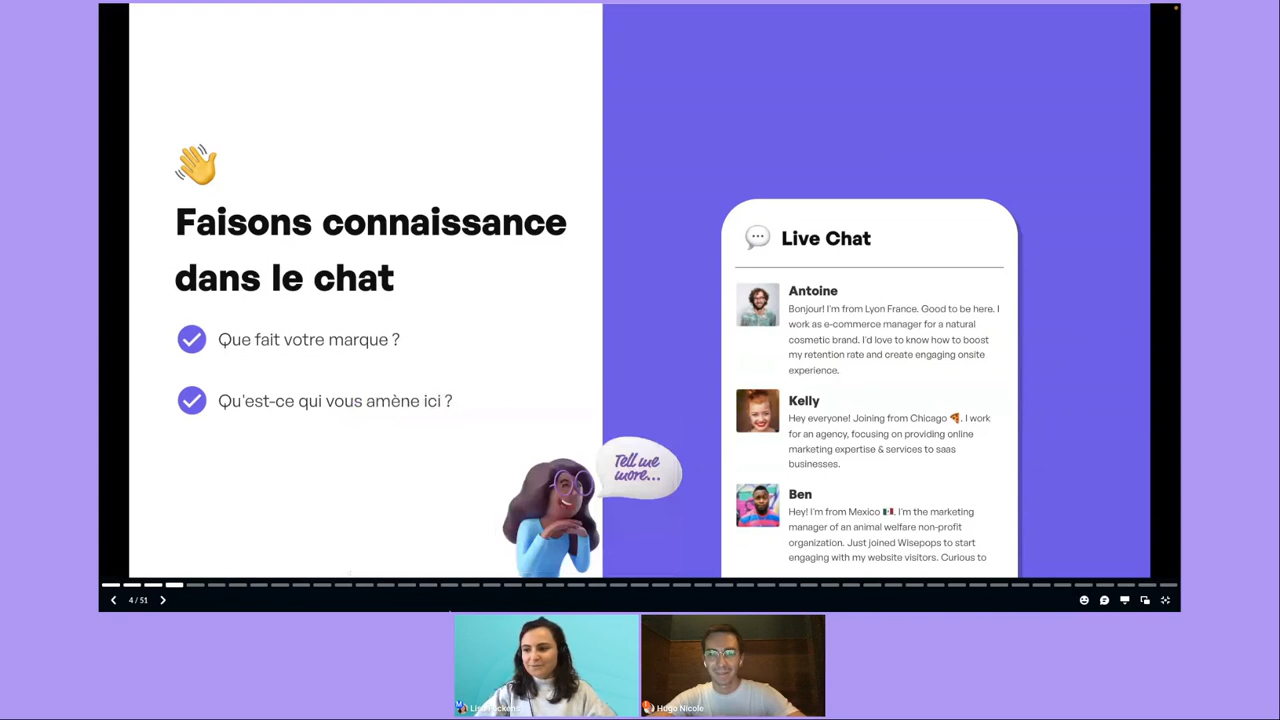 Faisons connaissance
dans le chat
Que fait votre marque ?
Qu'est-ce qui vous amène ici ?
Tell me
more...
Live Chat
Antoine
Bonjour! I'm from Lyon France. Good to be here. I
work as e-commerce manager for a natural
cosmetic brand. I'd love to know how to boost
my retention rate and create engaging onsite
experience.
Kelly
Hey everyone! Joining from Chicago 🍕. I work
for an agency, focusing on providing online
marketing expertise & services to saas
businesses.
Ben
Hey! I'm from Mexico 🇲🇽. I'm the marketing
manager of an animal welfare non-profit
organization. Just joined Wisepops to start
engaging with my website visitors. Curious to
4 / 51
Hugo Nicole